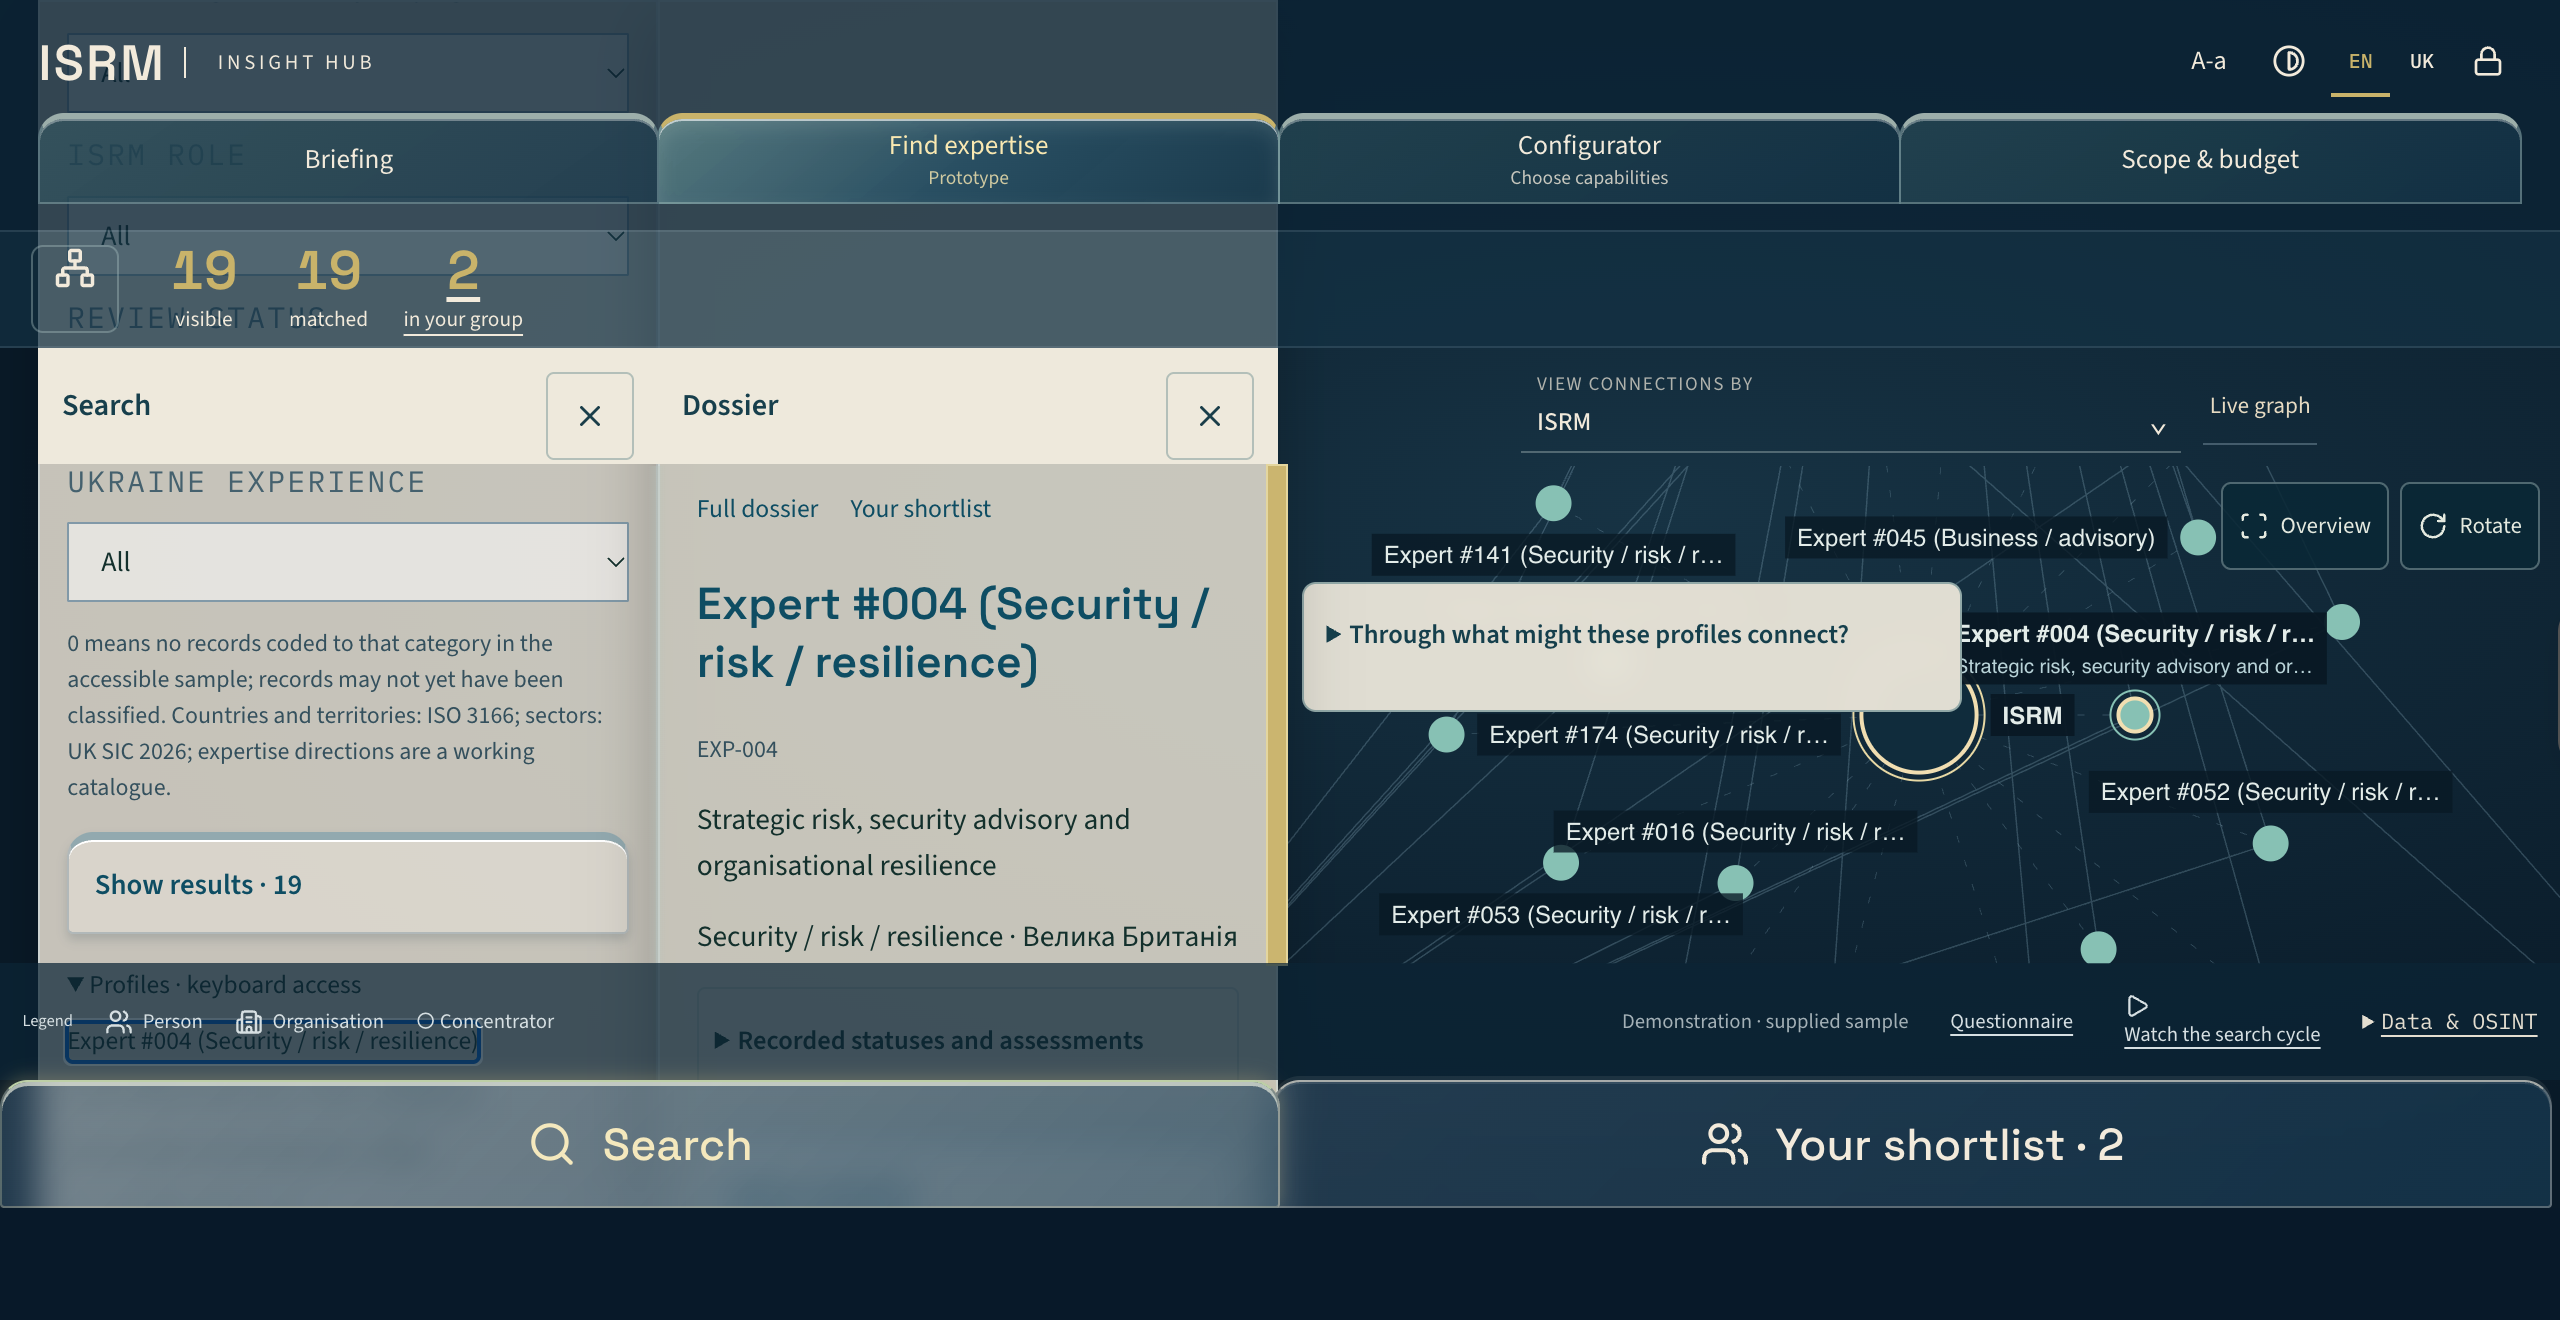 ISRM
INSIGHT HUB
A-a
EN
UK
All
ISRM ROLE
Briefing
Find expertise
Prototype
Configurator
Choose capabilities
Scope & budget
All
19
visible
19
matched
2
in your group
REVIEW STATUS
Search
Dossier
VIEW CONNECTIONS BY
ISRM
Live graph
UKRAINE EXPERIENCE
All
0 means no records coded to that category in the
accessible sample; records may not yet have been
classified. Countries and territories: ISO 3166; sectors:
UK SIC 2026; expertise directions are a working
catalogue.
Show results · 19
Profiles · keyboard access
Expert #004 (Security / risk / resilience)
Full dossier
Your shortlist
Expert #004 (Security /
risk / resilience)
EXP-004
Strategic risk, security advisory and
organisational resilience
Security / risk / resilience · Велика Британія
Recorded statuses and assessments
Overview
Rotate
Expert #141 (Security / risk / r…
Expert #045 (Business / advisory)
Through what might these profiles connect?
Expert #004 (Security / risk / r…
Strategic risk, security advisory and or…
ISRM
Expert #174 (Security / risk / r…
Expert #052 (Security / risk / r…
Expert #016 (Security / risk / r…
Expert #053 (Security / risk / r…
Legend
Person
Organisation
Concentrator
Demonstration · supplied sample
Questionnaire
Watch the search cycle
Data & OSINT
Search
Your shortlist · 2